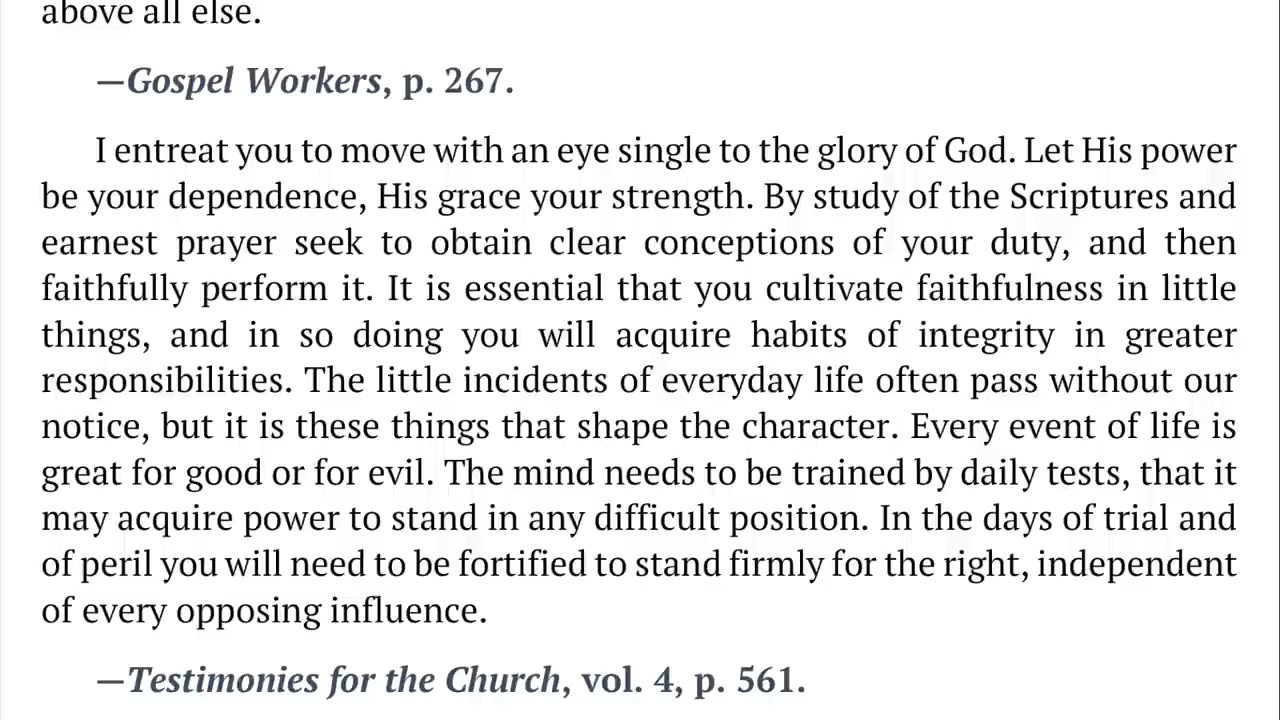 above all else.
—Gospel Workers, p. 267.
I entreat you to move with an eye single to the glory of God. Let His power
be your dependence, His grace your strength. By study of the Scriptures and
earnest prayer seek to obtain clear conceptions of your duty, and then
faithfully perform it. It is essential that you cultivate faithfulness in little
things, and in so doing you will acquire habits of integrity in greater
responsibilities. The little incidents of everyday life often pass without our
notice, but it is these things that shape the character. Every event of life is
great for good or for evil. The mind needs to be trained by daily tests, that it
may acquire power to stand in any difficult position. In the days of trial and
of peril you will need to be fortified to stand firmly for the right, independent
of every opposing influence.
—Testimonies for the Church, vol. 4, p. 561.